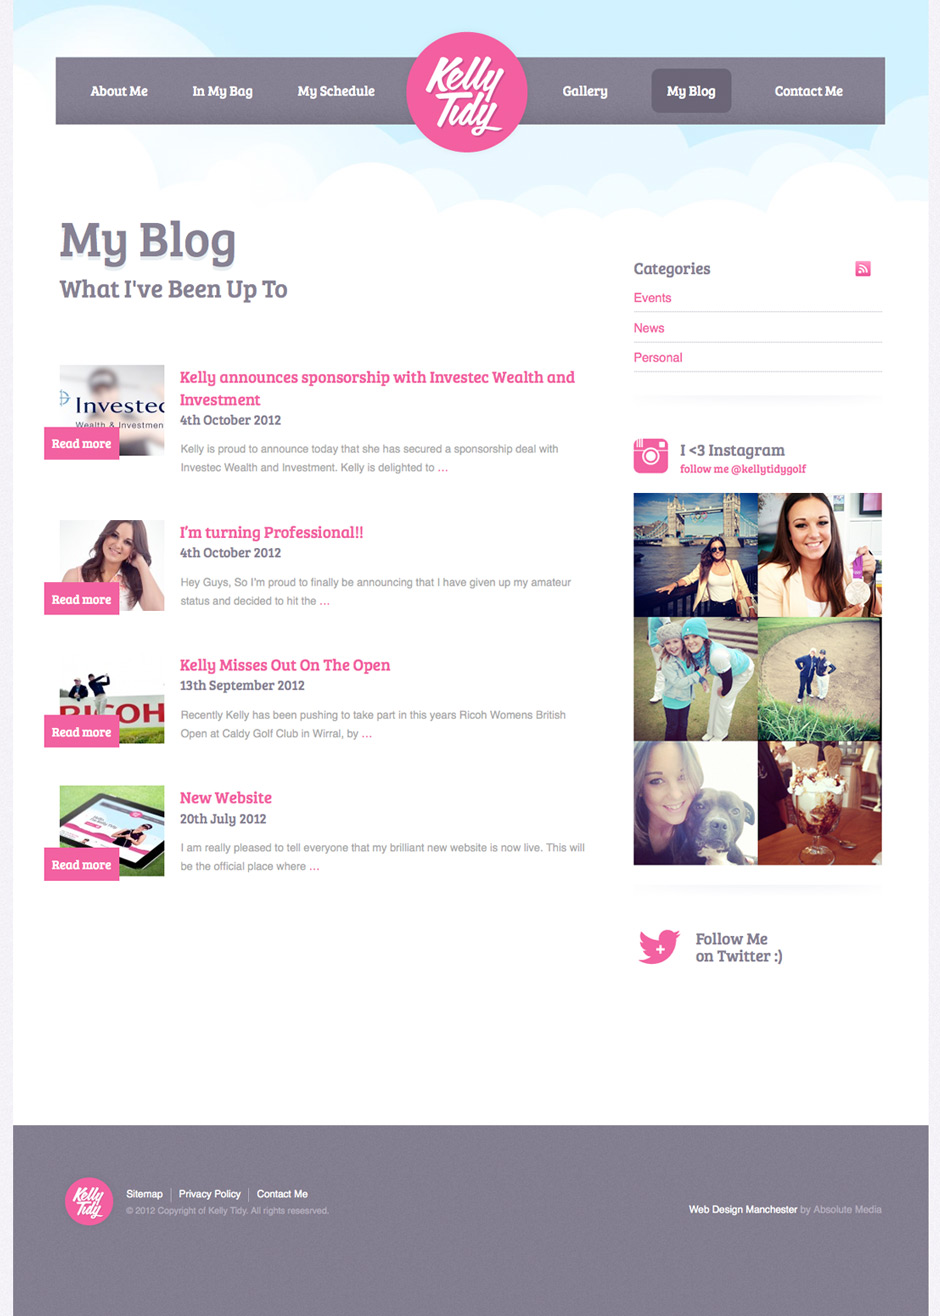 About Me
In My Bag
My Schedule
Kelly
Tidy
Gallery
My Blog
Contact Me
My Blog
What I've Been Up To
Investec
Wealth & Investmen
Read more
Kelly announces sponsorship with Investec Wealth and
Investment
4th October 2012
Kelly is proud to announce today that she has secured a sponsorship deal with
Investec Wealth and Investment. Kelly is delighted to ...
Read more
I'm turning Professional!!
4th October 2012
Hey Guys, So I'm proud to finally be announcing that I have given up my amateur
status and decided to hit the ...
RICOH
Read more
Kelly Misses Out On The Open
13th September 2012
Recently Kelly has been pushing to take part in this years Ricoh Womens British
Open at Caldy Golf Club in Wirral, by ...
Read more
New Website
20th July 2012
I am really pleased to tell everyone that my brilliant new website is now live. This will
be the official place where ...
Categories
Events
News
Personal
I <3 Instagram
follow me @kellytidygolf
Follow Me
on Twitter :)
Kelly
Tidy
Sitemap
Privacy Policy
Contact Me
© 2012 Copyright of Kelly Tidy. All rights researved.
Web Design Manchester by Absolute Media